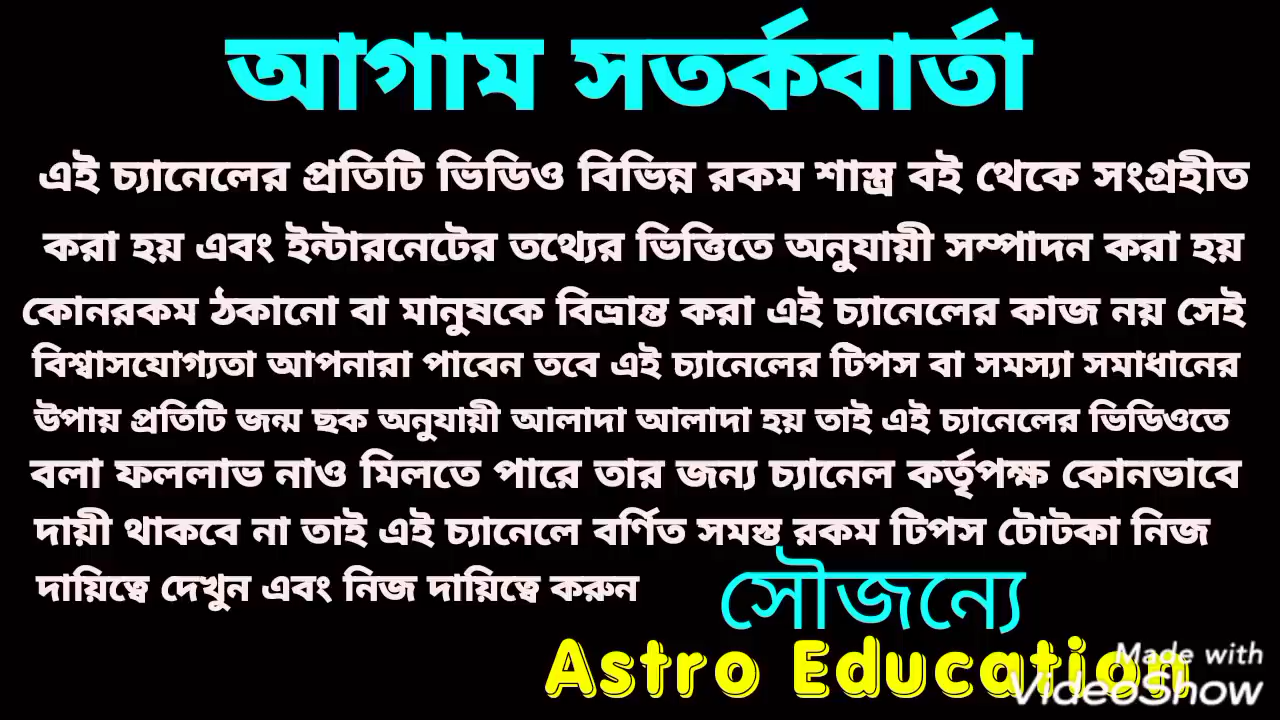 আগাম সতর্কবার্তা
এই চ্যানেলের প্রতিটি ভিডিও বিভিন্ন রকম শাস্ত্র বই থেকে সংগ্রহীত
করা হয় এবং ইন্টারনেটের তথ্যের ভিত্তিতে অনুযায়ী সম্পাদন করা হয়
কোনরকম ঠকানো বা মানুষকে বিভ্রান্ত করা এই চ্যানেলের কাজ নয় সেই
বিশ্বাসযোগ্যতা আপনারা পাবেন তবে এই চ্যানেলের টিপস বা সমস্যা সমাধানের
উপায় প্রতিটি জন্ম ছক অনুযায়ী আলাদা আলাদা হয় তাই এই চ্যানেলের ভিডিওতে
বলা ফললাভ নাও মিলতে পারে তার জন্য চ্যানেল কর্তৃপক্ষ কোনভাবে
দায়ী থাকবে না তাই এই চ্যানেলে বর্ণিত সমস্ত রকম টিপস টোটকা নিজ
দায়িত্বে দেখুন এবং নিজ দায়িত্বে করুন
সৌজন্যে
Astro Education
Made with
VideoShow